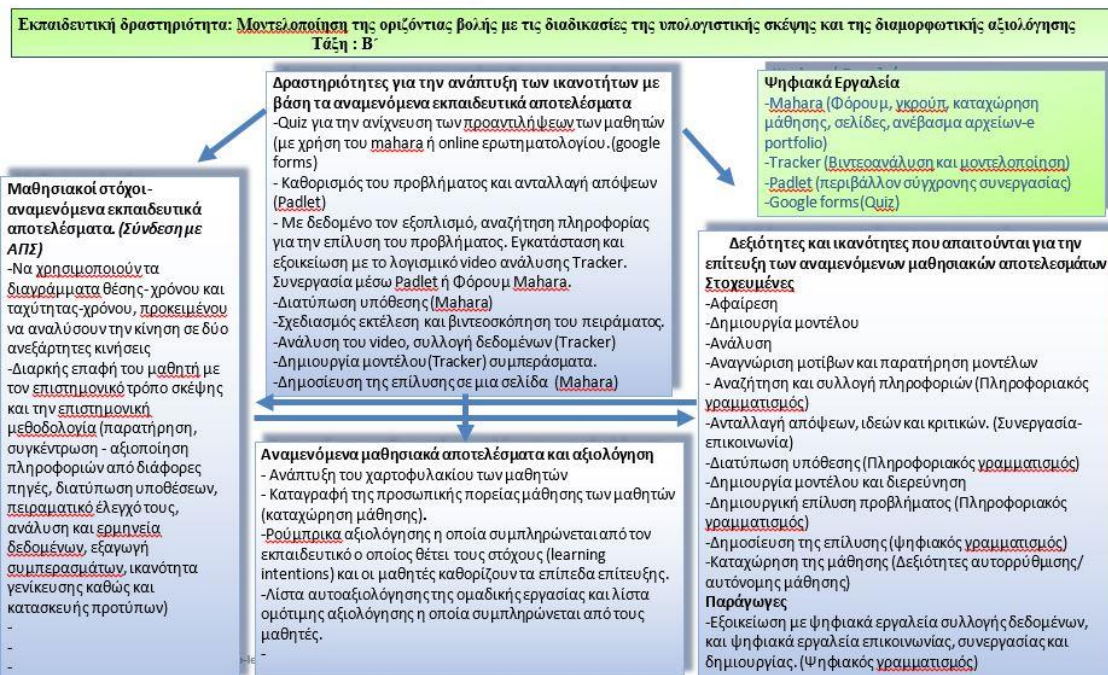 Εκπαιδευτική δραστηριότητα: Μοντελοποίηση της οριζόντιας βολής με τις διαδικασίες της υπολογιστικής σκέψης και της διαμορφωτικής αξιολόγησης
Τάξη : Β΄
Δραστηριότητες για την ανάπτυξη των ικανοτήτων με
βάση τα αναμενόμενα εκπαιδευτικά αποτελέσματα
-Quiz για την ανίχνευση των προαντιλήψεων των μαθητών
(με χρήση του mahara ή online ερωτηματολογίου.(google
forms)
- Καθορισμός του προβλήματος και ανταλλαγή απόψεων
(Padlet)
- Με δεδομένο τον εξοπλισμό, αναζήτηση πληροφορίας
για την επίλυση του προβλήματος. Εγκατάσταση και
εξοικείωση με το λογισμικό video ανάλυσης Tracker.
Συνεργασία μέσω Padlet ή Φόρουμ Mahara.
-Διατύπωση υπόθεσης (Mahara)
-Σχεδιασμός εκτέλεση και βιντεοσκόπηση του πειράματος.
-Ανάλυση του video, συλλογή δεδομένων (Tracker)
-Δημιουργία μοντέλου(Tracker) συμπεράσματα.
-Δημοσίευση της επίλυσης σε μια σελίδα (Mahara)
Ψηφιακά Εργαλεία
-Mahara (Φόρουμ, γκρούπ, καταχώρηση
μάθησης, σελίδες, ανέβασμα αρχείων-e
portfolio)
-Tracker (Βιντεοανάλυση και μοντελοποίηση)
-Padlet (περιβάλλον σύγχρονης συνεργασίας)
-Google forms(Quiz)
Μαθησιακοί στόχοι-
αναμενόμενα εκπαιδευτικά
αποτελέσματα. (Σύνδεση με
ΑΠΣ)
-Να χρησιμοποιούν τα
διαγράμματα θέσης- χρόνου και
ταχύτητας-χρόνου, προκειμένου
να αναλύσουν την κίνηση σε δύο
ανεξάρτητες κινήσεις
-Διαρκής επαφή του μαθητή με
τον επιστημονικό τρόπο σκέψης
και την επιστημονική
μεθοδολογία (παρατήρηση,
συγκέντρωση - αξιοποίηση
πληροφοριών από διάφορες
πηγές, διατύπωση υποθέσεων,
πειραματικό έλεγχό τους,
ανάλυση και ερμηνεία
δεδομένων, εξαγωγή
συμπερασμάτων, ικανότητα
γενίκευσης καθώς και
κατασκευής προτύπων)
-
-
-
Αναμενόμενα μαθησιακά αποτελέσματα και αξιολόγηση
- Ανάπτυξη του χαρτοφυλακίου των μαθητών
- Καταγραφή της προσωπικής πορείας μάθησης των μαθητών
(καταχώρηση μάθησης).
-Ρούμπρικα αξιολόγησης η οποία συμπληρώνεται από τον
εκπαιδευτικό ο οποίος θέτει τους στόχους (learning
intentions) και οι μαθητές καθορίζουν τα επίπεδα επίτευξης.
-Λίστα αυτοαξιολόγησης της ομαδικής εργασίας και λίστα
ομότιμης αξιολόγησης η οποία συμπληρώνεται από τους
μαθητές.
-
Δεξιότητες και ικανότητες που απαιτούνται για την
επίτευξη των αναμενόμενων μαθησιακών αποτελεσμάτων
Στοχευμένες
-Αφαίρεση
-Δημιουργία μοντέλου
-Ανάλυση
-Αναγνώριση μοτίβων και παρατήρηση μοντέλων
- Αναζήτηση και συλλογή πληροφοριών (Πληροφοριακός
γραμματισμός)
-Ανταλλαγή απόψεων, ιδεών και κριτικών. (Συνεργασία-
επικοινωνία)
-Διατύπωση υπόθεσης (Πληροφοριακός γραμματισμός)
-Δημιουργία μοντέλου και διερεύνηση
-Δημιουργική επίλυση προβλήματος (Πληροφοριακός
γραμματισμός)
-Δημοσίευση της επίλυσης (ψηφιακός γραμματισμός)
-Καταχώρηση της μάθησης (Δεξιότητες αυτορρύθμισης/
αυτόνομης μάθησης)
Παράγωγες
-Εξοικείωση με ψηφιακά εργαλεία συλλογής δεδομένων,
και ψηφιακά εργαλεία επικοινωνίας, συνεργασίας και
δημιουργίας. (Ψηφιακός γραμματισμός)